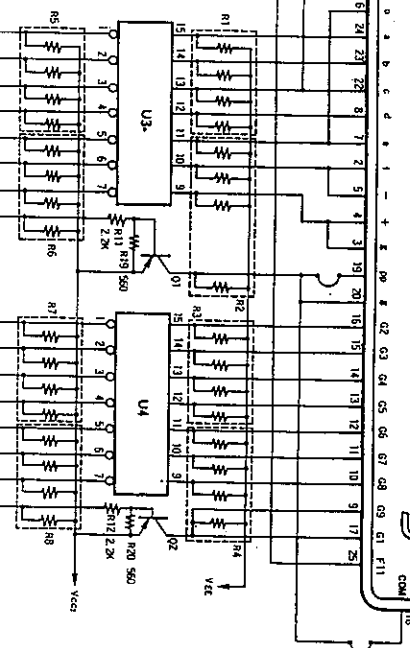 R5
R1
15
1
14
2
13
3
12
4
11
5
10
6
9
7
U3
R6
R11
2.2K
R19
560
Q1
R2
R7
R3
15
1
14
2
13
3
12
4
11
5
10
6
9
7
U4
R8
R12
2.2K
R20
560
Q2
R4
VEE
Vcc
6
24
a
23
b
22
c
8
d
7
e
2
f
5
-
4
+
3
19
DP
20
16
G2
15
G3
14
G4
13
G5
12
G6
11
G7
10
G8
9
G9
17
G1
25
F11
COM